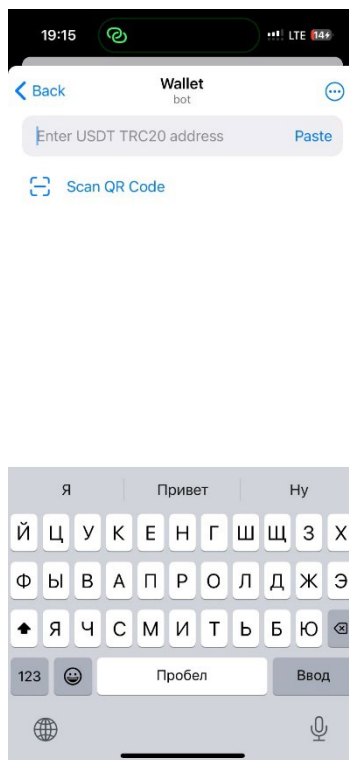 19:15 LTE 14
Back Wallet
bot
Enter USDT TRC20 address Paste
Scan QR Code
Я Привет Ну
Й Ц У К Е Н Г Ш Щ З Х
Ф Ы В А П Р О Л Д Ж Э
Я Ч С М И Т Ь Б Ю
123 Пробел Ввод